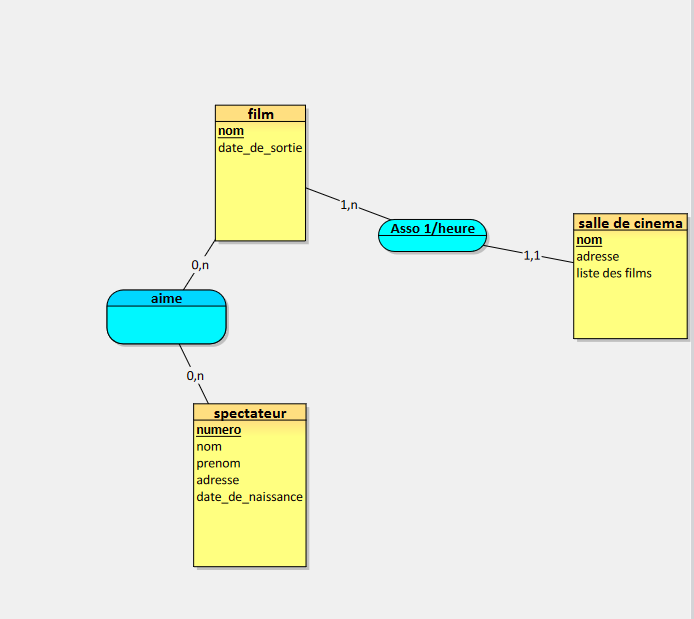 film
nom
date_de_sortie
1,n
Asso 1/heure
1,1
salle de cinema
nom
adresse
liste des films
0,n
aime
0,n
spectateur
numero
nom
prenom
adresse
date_de_naissance